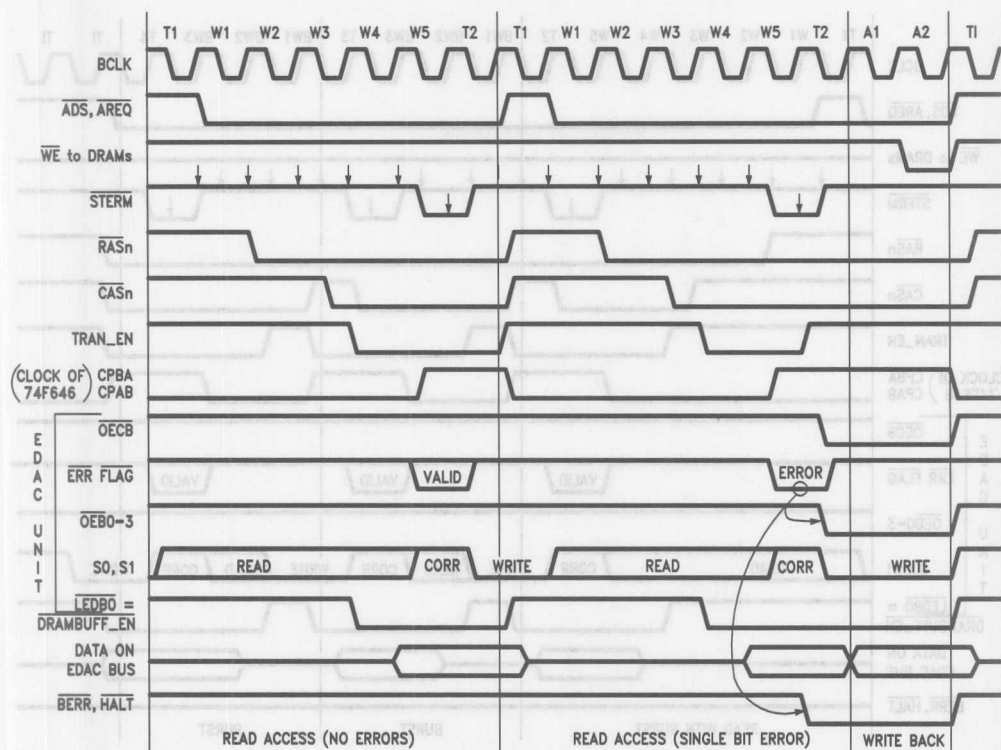 T1 W1 W2 W3 W4 W5 T2 T1 W1 W2 W3 W4 W5 T2 A1 A2 TI
BCLK
ADS, AREQ
WE to DRAMs
STERM
RASn
CASn
TRAN_EN
(CLOCK OF 74F646) CPBA
CPAB
EDAC UNIT
OECB
ERR FLAG VALID ERROR
OEB0-3
S0, S1 READ CORR WRITE READ CORR WRITE
LEDBO =
DRAMBUFF_EN
DATA ON
EDAC BUS
BERR, HALT
READ ACCESS (NO ERRORS) READ ACCESS (SINGLE BIT ERROR) WRITE BACK